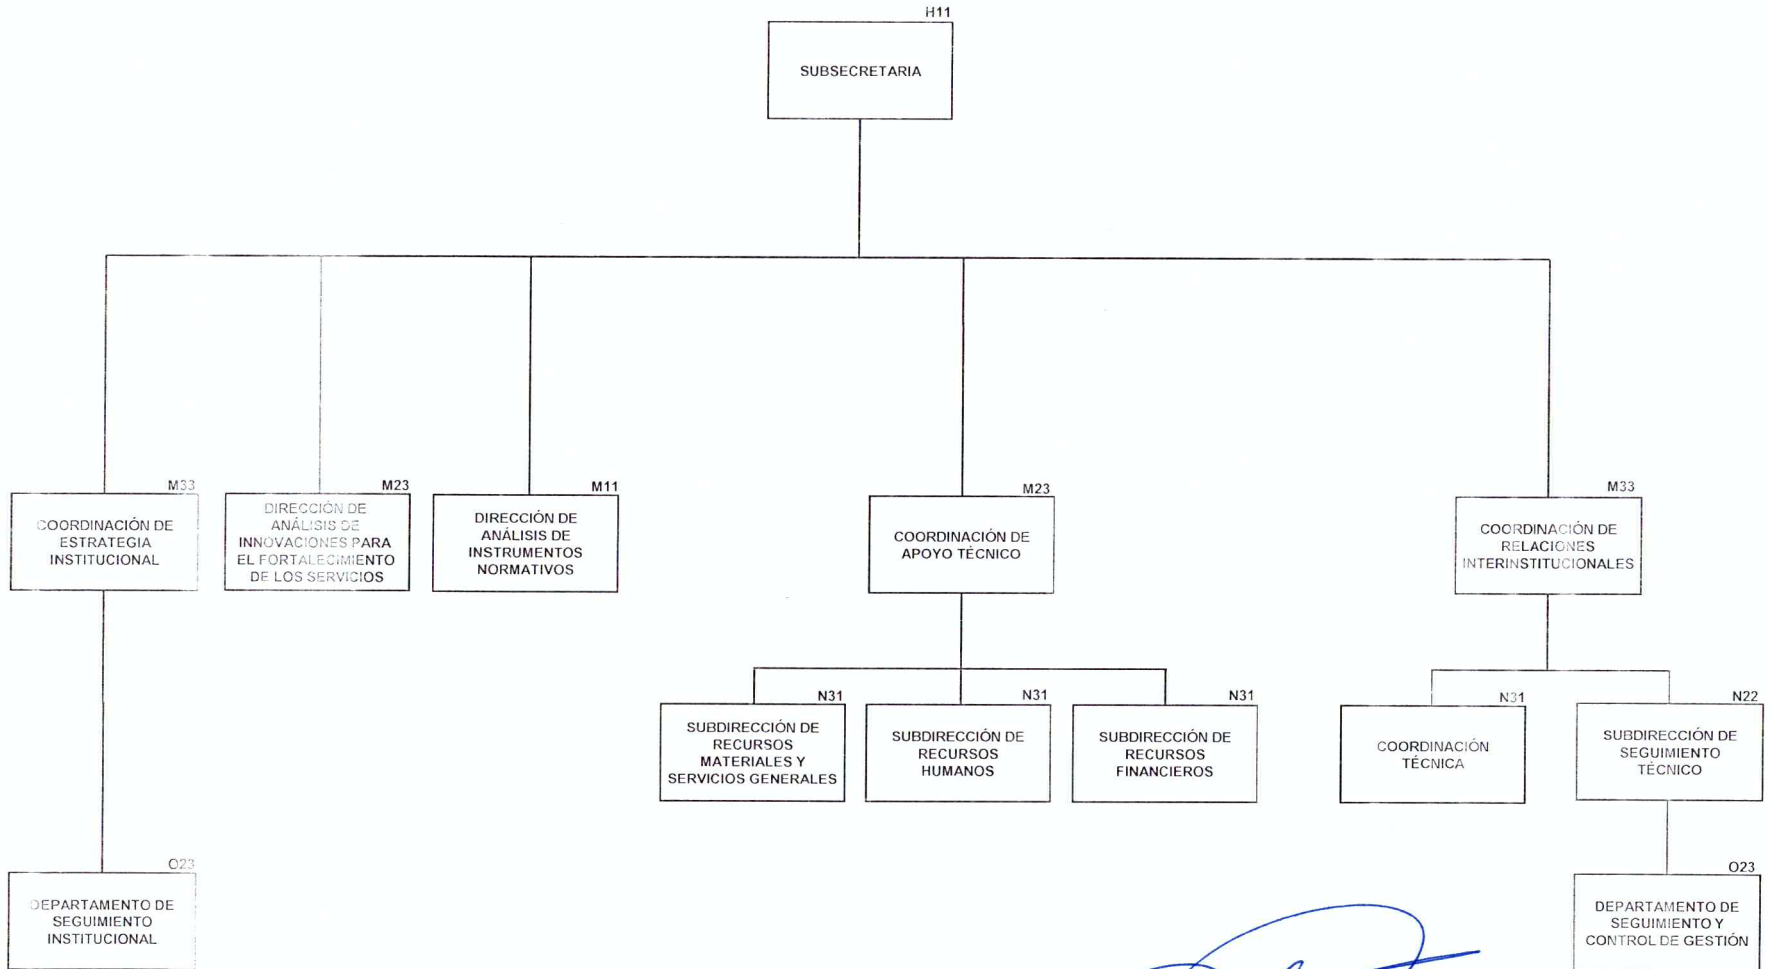 H11
SUBSECRETARIA
M33
COORDINACIÓN DE
ESTRATEGIA
INSTITUCIONAL
M23
DIRECCIÓN DE
ANÁLISIS DE
INNOVACIONES PARA
EL FORTALECIMIENTO
DE LOS SERVICIOS
M11
DIRECCIÓN DE
ANÁLISIS DE
INSTRUMENTOS
NORMATIVOS
M23
COORDINACIÓN DE
APOYO TÉCNICO
M33
COORDINACIÓN DE
RELACIONES
INTERINSTITUCIONALES
N31
SUBDIRECCIÓN DE
RECURSOS
MATERIALES Y
SERVICIOS GENERALES
N31
SUBDIRECCIÓN DE
RECURSOS
HUMANOS
N31
SUBDIRECCIÓN DE
RECURSOS
FINANCIEROS
N31
COORDINACIÓN
TÉCNICA
N22
SUBDIRECCIÓN DE
SEGUIMIENTO
TÉCNICO
O23
DEPARTAMENTO DE
SEGUIMIENTO
INSTITUCIONAL
O23
DEPARTAMENTO DE
SEGUIMIENTO Y
CONTROL DE GESTIÓN